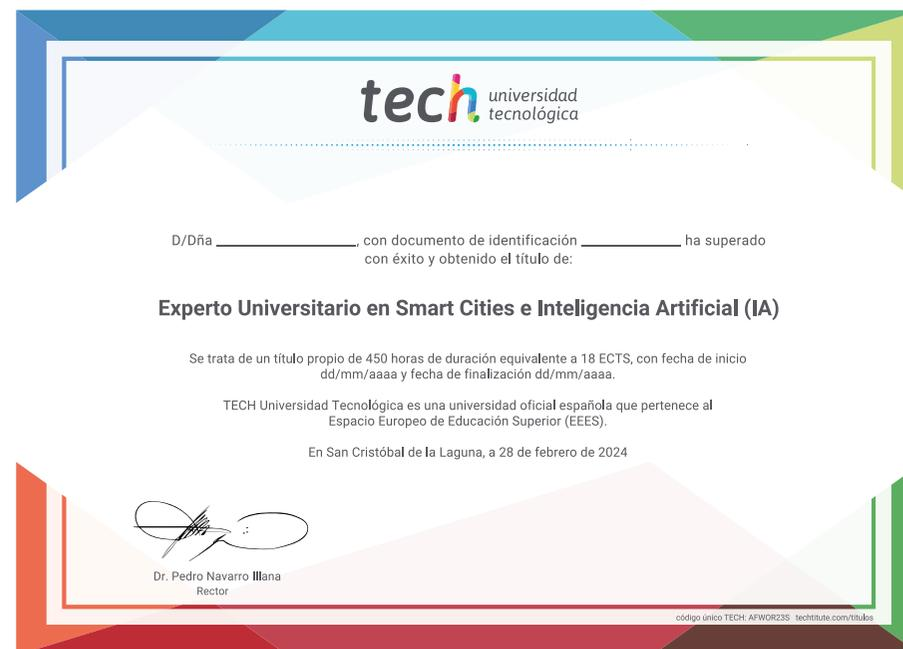 tech universidad
tecnológica
D/Dña ____________________, con documento de identificación ______________ ha superado
con éxito y obtenido el título de:
Experto Universitario en Smart Cities e Inteligencia Artificial (IA)
Se trata de un título propio de 450 horas de duración equivalente a 18 ECTS, con fecha de inicio
dd/mm/aaaa y fecha de finalización dd/mm/aaaa.
TECH Universidad Tecnológica es una universidad oficial española que pertenece al
Espacio Europeo de Educación Superior (EEES).
En San Cristóbal de la Laguna, a 28 de febrero de 2024
Dr. Pedro Navarro Illana
Rector
código único TECH: AFWOR23S techtitute.com/titulos